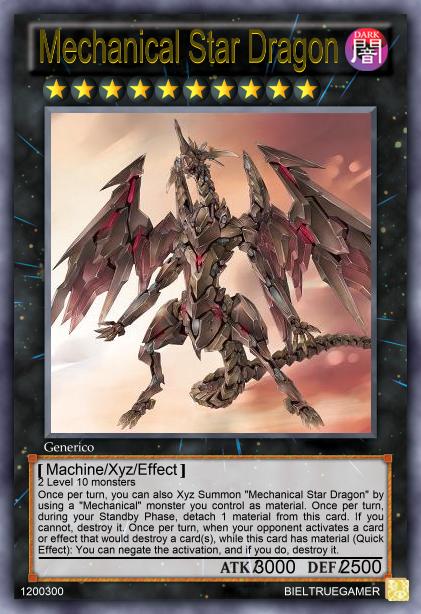 Mechanical Star Dragon
DARK
闇
Generico
[ Machine/Xyz/Effect ]
2 Level 10 monsters
Once per turn, you can also Xyz Summon "Mechanical Star Dragon" by
using a "Mechanical" monster you control as material. Once per turn,
during your Standby Phase, detach 1 material from this card. If you
cannot, destroy it. Once per turn, when your opponent activates a card
or effect that would destroy a card(s), while this card has material (Quick
Effect): You can negate the activation, and if you do, destroy it.
ATK 3000 DEF 2500
1200300 BIELTRUEGAMER